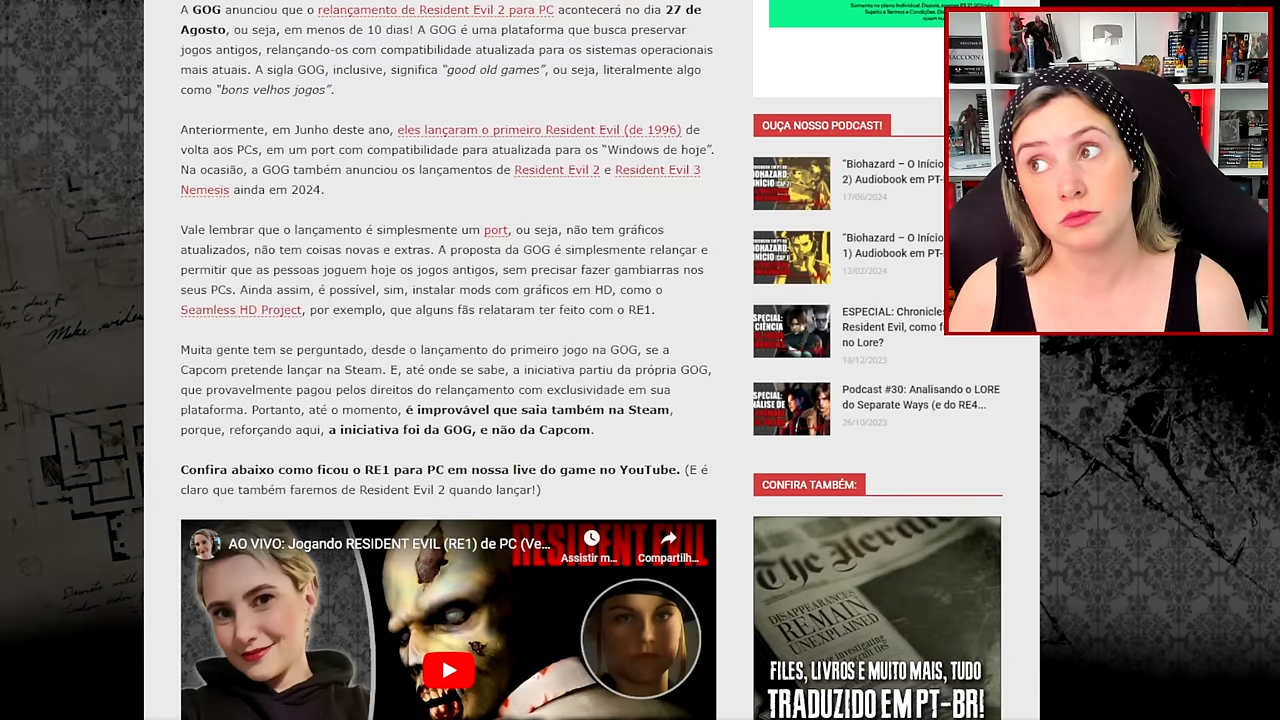 A GOG anunciou que o relançamento de Resident Evil 2 para PC acontecerá no dia 27 de
Agosto, ou seja, em menos de 10 dias! A GOG é uma plataforma que busca preservar
jogos antigos, relançando-os com compatibilidade atualizada para os sistemas operacionais
mais atuais. A sigla GOG, inclusive, significa “good old games”, ou seja, literalmente algo
como “bons velhos jogos”.
Anteriormente, em Junho deste ano, eles lançaram o primeiro Resident Evil (de 1996) de
volta aos PCs, em um port com compatibilidade para atualizada para os “Windows de hoje”.
Na ocasião, a GOG também anunciou os lançamentos de Resident Evil 2 e Resident Evil 3
Nemesis ainda em 2024.
Vale lembrar que o lançamento é simplesmente um port, ou seja, não tem gráficos
atualizados, não tem coisas novas e extras. A proposta da GOG é simplesmente relançar e
permitir que as pessoas joguem hoje os jogos antigos, sem precisar fazer gambiarras nos
seus PCs. Ainda assim, é possível, sim, instalar mods com gráficos em HD, como o
Seamless HD Project, por exemplo, que alguns fãs relataram ter feito com o RE1.
Muita gente tem se perguntado, desde o lançamento do primeiro jogo na GOG, se a
Capcom pretende lançar na Steam. E, até onde se sabe, a iniciativa partiu da própria GOG,
que provavelmente pagou pelos direitos do relançamento com exclusividade em sua
plataforma. Portanto, até o momento, é improvável que saia também na Steam,
porque, reforçando aqui, a iniciativa foi da GOG, e não da Capcom.
Confira abaixo como ficou o RE1 para PC em nossa live do game no YouTube. (E é
claro que também faremos de Resident Evil 2 quando lançar!)
AO VIVO: Jogando RESIDENT EVIL (RE1) de PC (Ve...
Assistir m...
Compartilh...
RESIDENT EVIL
OUÇA NOSSO PODCAST!
“Biohazard – O Início
2) Audiobook em PT-
17/06/2024
“Biohazard – O Início
1) Audiobook em PT-
12/02/2024
ESPECIAL: Chronicles
Resident Evil, como f
no Lore?
18/12/2023
Podcast #30: Analisando o LORE
do Separate Ways (e do RE4...
26/10/2023
CONFIRA TAMBÉM:
The Herald
DISAPPEARANCES
REMAIN
UNEXPLAINED
FILES, LIVROS E MUITO MAIS, TUDO
TRADUZIDO EM PT-BR!